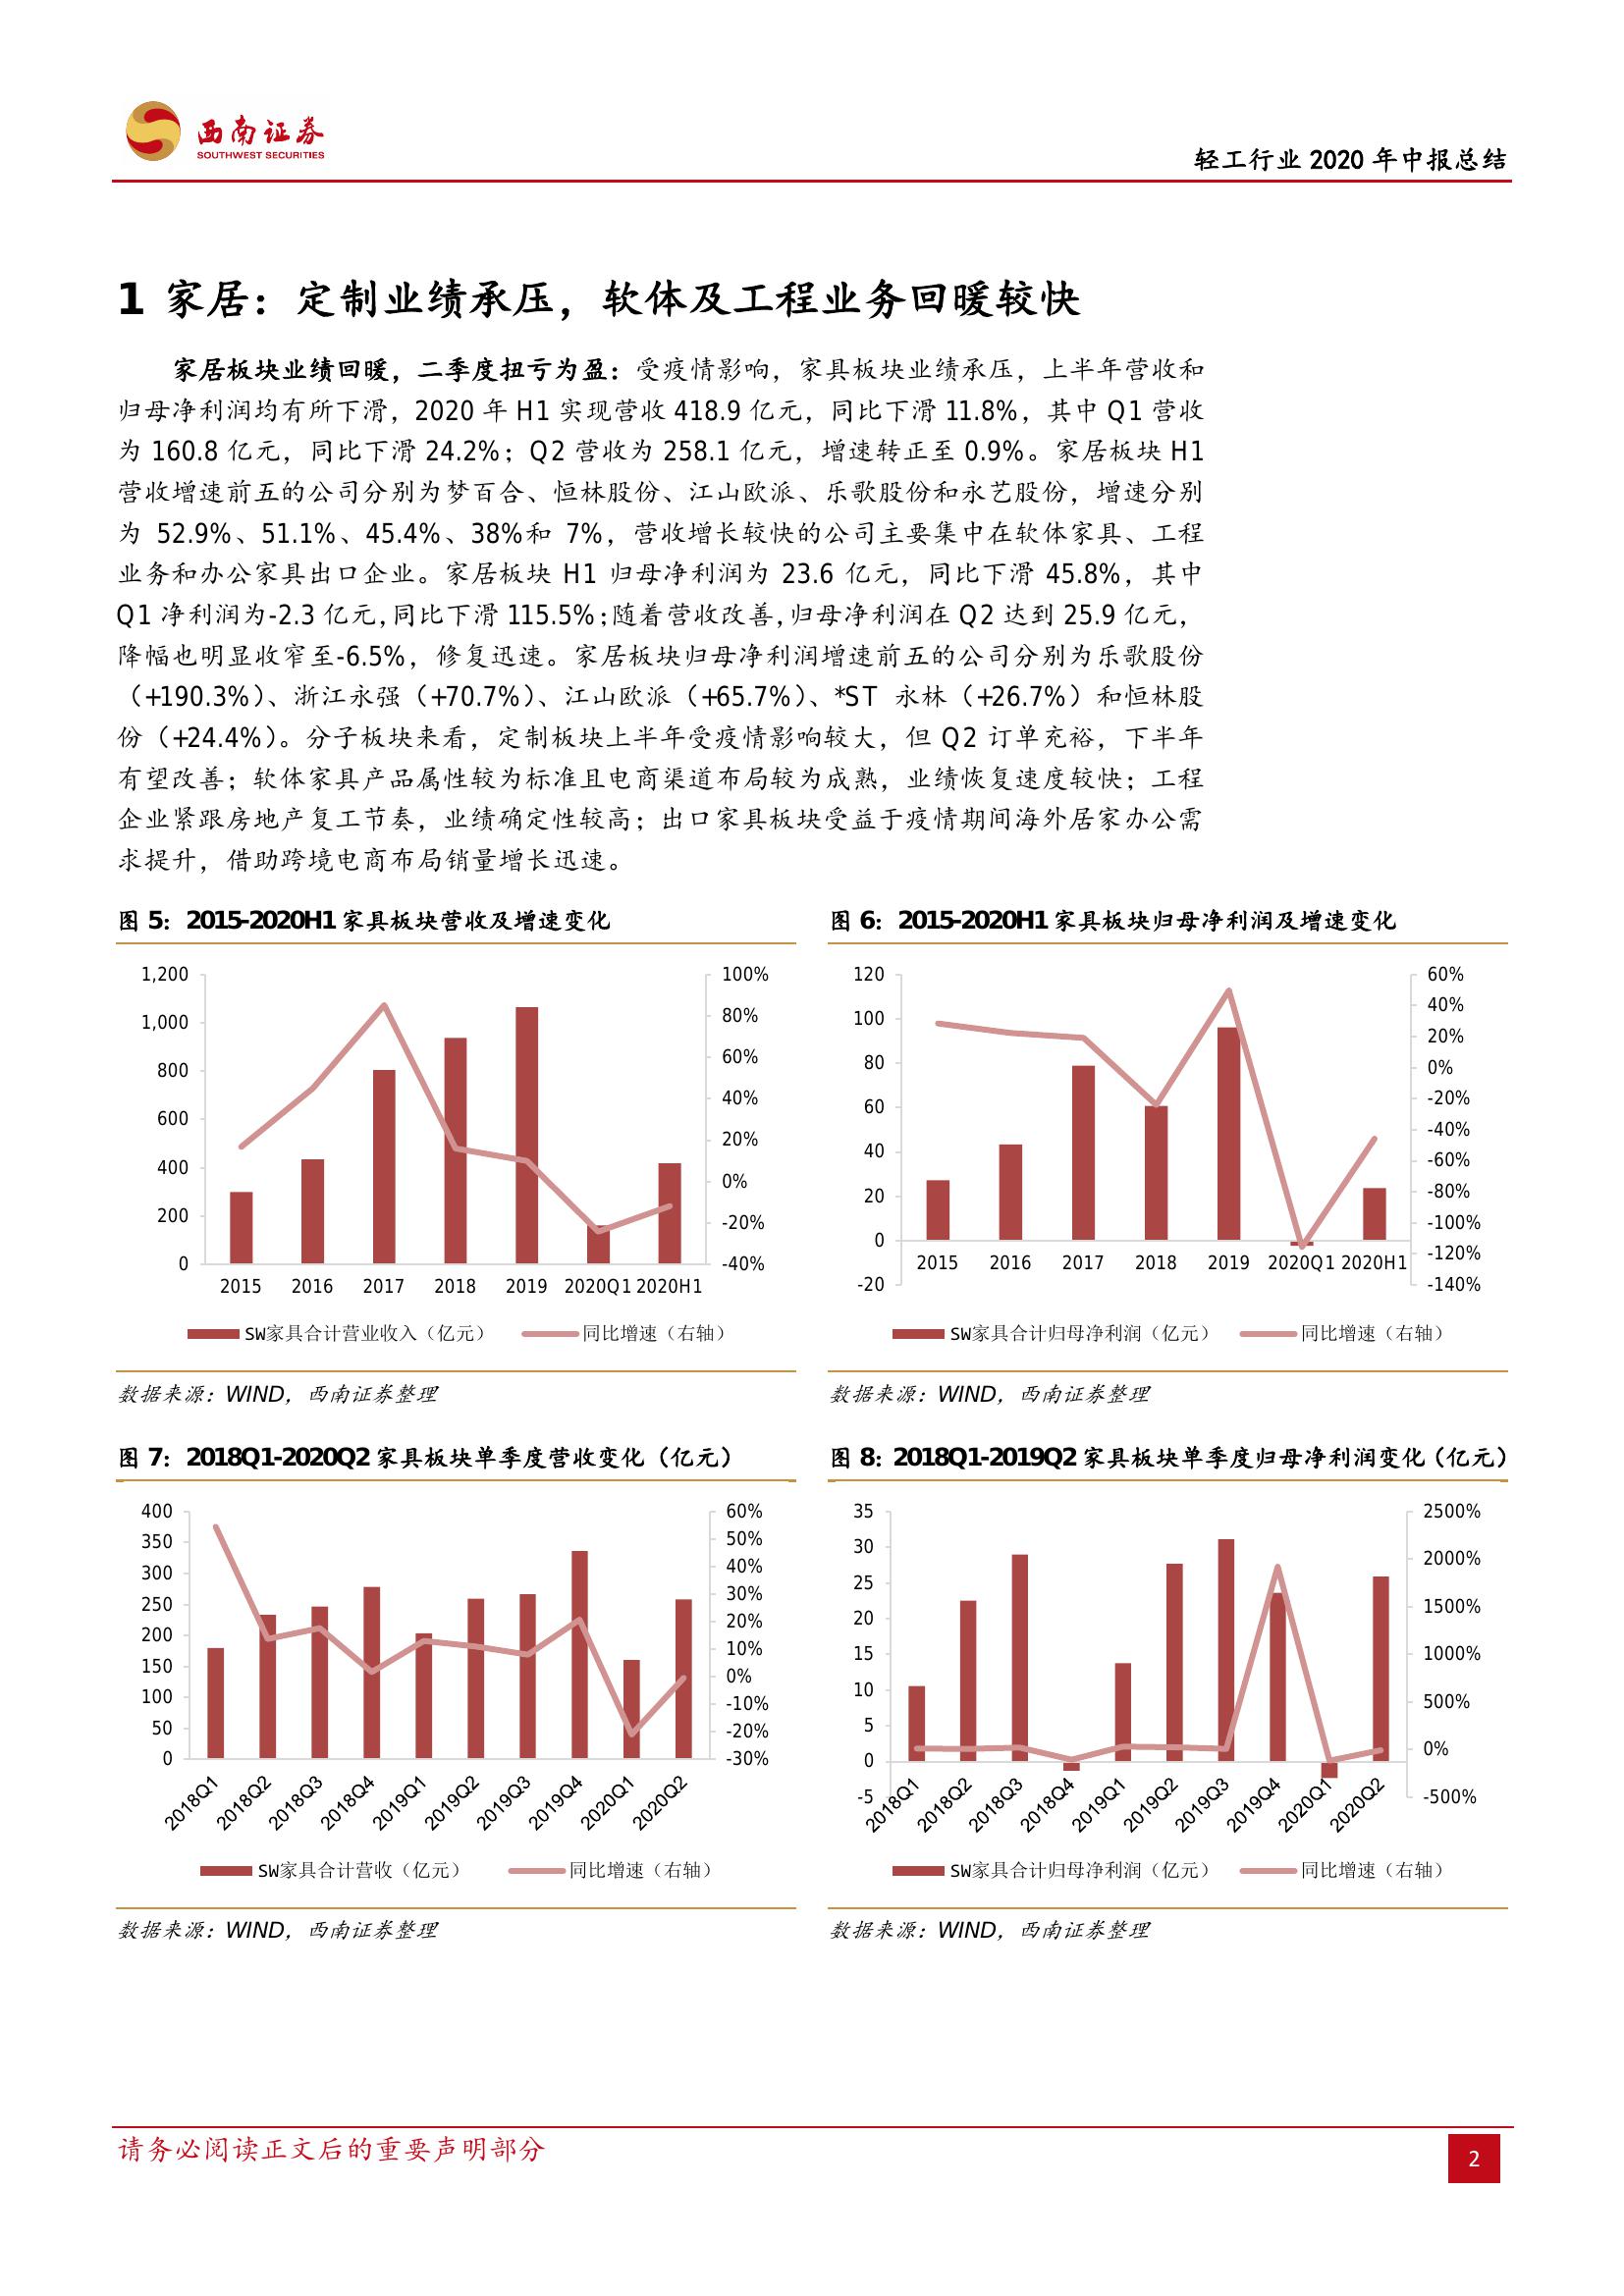 西南证券
SOUTHWEST SECURITIES
轻工行业 2020 年中报总结
1 家居：定制业绩承压，软体及工程业务回暖较快
家居板块业绩回暖，二季度扭亏为盈：受疫情影响，家具板块业绩承压，上半年营收和
归母净利润均有所下滑，2020 年 H1 实现营收 418.9 亿元，同比下滑 11.8%，其中 Q1 营收
为 160.8 亿元，同比下滑 24.2%；Q2 营收为 258.1 亿元，增速转正至 0.9%。家居板块 H1
营收增速前五的公司分别为梦百合、恒林股份、江山欧派、乐歌股份和永艺股份，增速分别
为 52.9%、51.1%、45.4%、38%和 7%，营收增长较快的公司主要集中在软体家具、工程
业务和办公家具出口企业。家居板块 H1 归母净利润为 23.6 亿元，同比下滑 45.8%，其中
Q1 净利润为-2.3 亿元，同比下滑 115.5%；随着营收改善，归母净利润在 Q2 达到 25.9 亿元，
降幅也明显收窄至-6.5%，修复迅速。家居板块归母净利润增速前五的公司分别为乐歌股份
（+190.3%）、浙江永强（+70.7%）、江山欧派（+65.7%）、*ST 永林（+26.7%）和恒林股
份（+24.4%）。分子板块来看，定制板块上半年受疫情影响较大，但 Q2 订单充裕，下半年
有望改善；软体家具产品属性较为标准且电商渠道布局较为成熟，业绩恢复速度较快；工程
企业紧跟房地产复工节奏，业绩确定性较高；出口家具板块受益于疫情期间海外居家办公需
求提升，借助跨境电商布局销量增长迅速。
图 5：2015-2020H1 家具板块营收及增速变化
1,200
1,000
800
600
400
200
0
100%
80%
60%
40%
20%
0%
-20%
-40%
2015 2016 2017 2018 2019 2020Q1 2020H1
SW家具合计营业收入（亿元） 同比增速（右轴）
数据来源：WIND，西南证券整理
图 6：2015-2020H1 家具板块归母净利润及增速变化
120
100
80
60
40
20
0
-20
60%
40%
20%
0%
-20%
-40%
-60%
-80%
-100%
-120%
-140%
2015 2016 2017 2018 2019 2020Q1 2020H1
SW家具合计归母净利润（亿元） 同比增速（右轴）
数据来源：WIND，西南证券整理
图 7：2018Q1-2020Q2 家具板块单季度营收变化（亿元）
400
350
300
250
200
150
100
50
0
60%
50%
40%
30%
20%
10%
0%
-10%
-20%
-30%
2018Q1 2018Q2 2018Q3 2018Q4 2019Q1 2019Q2 2019Q3 2019Q4 2020Q1 2020Q2
SW家具合计营收（亿元） 同比增速（右轴）
数据来源：WIND，西南证券整理
图 8：2018Q1-2019Q2 家具板块单季度归母净利润变化（亿元）
35
30
25
20
15
10
5
0
-5
2500%
2000%
1500%
1000%
500%
0%
-500%
2018Q1 2018Q2 2018Q3 2018Q4 2019Q1 2019Q2 2019Q3 2019Q4 2020Q1 2020Q2
SW家具合计归母净利润（亿元） 同比增速（右轴）
数据来源：WIND，西南证券整理
请务必阅读正文后的重要声明部分
2